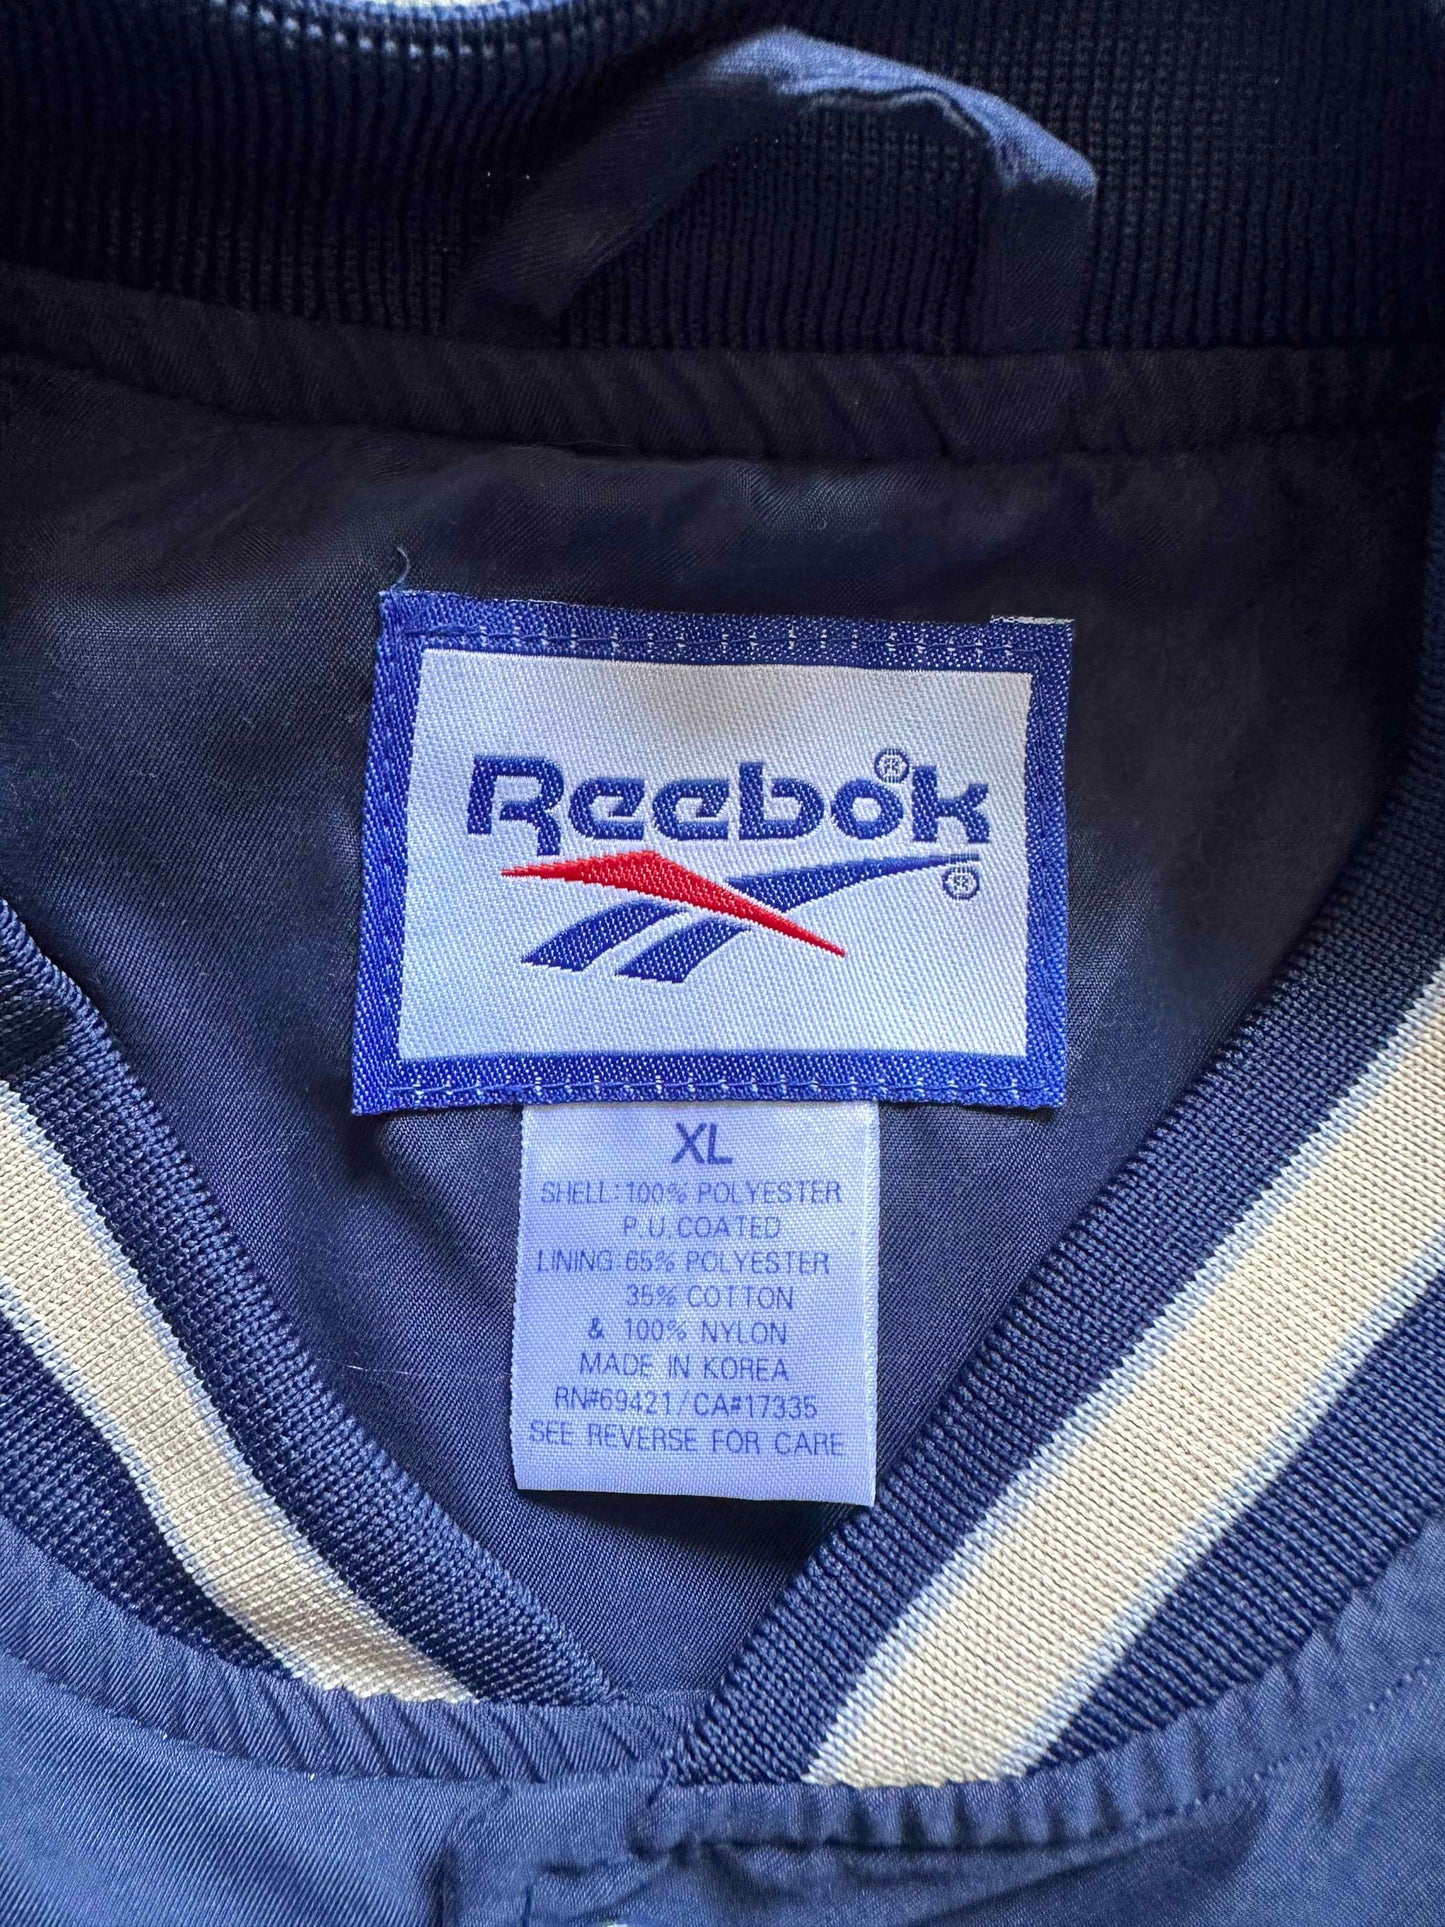 Reebok®
®
XL
SHELL:100% POLYESTER
P.U.COATED
LINING:65% POLYESTER
35% COTTON
& 100% NYLON
MADE IN KOREA
RN#69421/CA#17335
SEE REVERSE FOR CARE